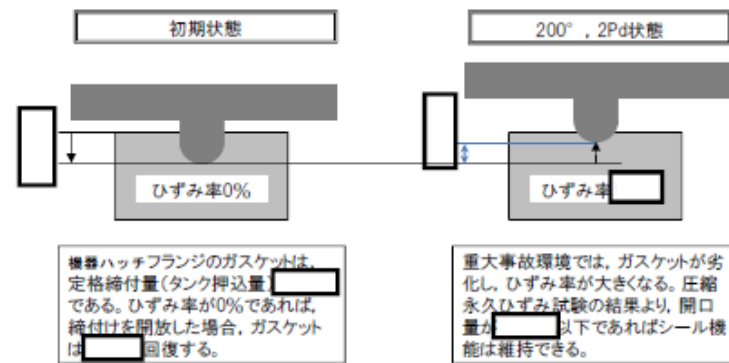 初期状態
200°，2Pd状態
ひずみ率0%
ひずみ率
機器ハッチフランジのガスケットは，
定格締付量（タンク押込量）
である。ひずみ率が0%であれば，
締付けを開放した場合，ガスケット
は 回復する。
重大事故環境では，ガスケットが劣
化し，ひずみ率が大きくなる。圧縮
永久ひずみ試験の結果より，開口
量が 以下であればシール機
能は維持できる。